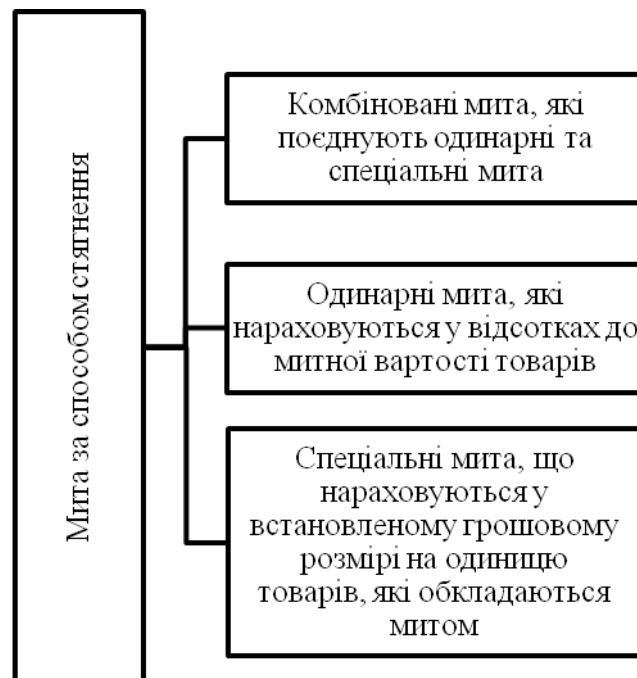 Мита за способом стягнення
Комбіновані мита, які
поєднують одинарні та
спеціальні мита
Одинарні мита, які
нараховуються у відсотках до
митної вартості товарів
Спеціальні мита, що
нараховуються у
встановленому грошовому
розмірі на одиницю
товарів, які обкладаються
митом